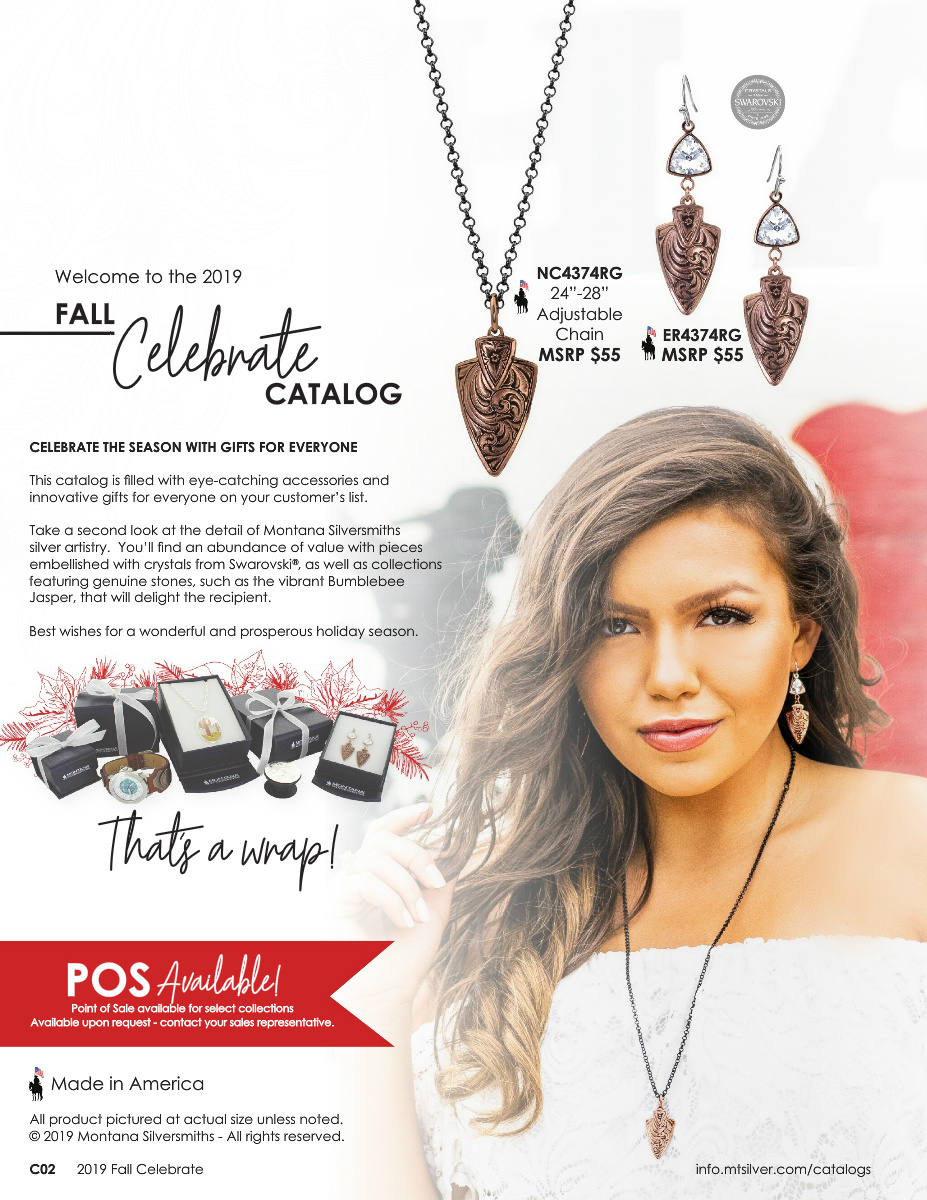 CRYSTALS
SWAROVSKI
NC4374RG
24”-28”
Adjustable
Chain
MSRP $55
ER4374RG
MSRP $55
Welcome to the 2019
FALL
Celebrate
CATALOG
CELEBRATE THE SEASON WITH GIFTS FOR EVERYONE
This catalog is filled with eye-catching accessories and
innovative gifts for everyone on your customer’s list.
Take a second look at the detail of Montana Silversmiths
silver artistry.  You’ll find an abundance of value with pieces
embellished with crystals from Swarovski®, as well as collections
featuring genuine stones, such as the vibrant Bumblebee
Jasper, that will delight the recipient.
Best wishes for a wonderful and prosperous holiday season.
That's a wrap!
POS Available!
Point of Sale available for select collections
Available upon request - contact your sales representative.
Made in America
All product pictured at actual size unless noted.
© 2019 Montana Silversmiths - All rights reserved.
C02 2019 Fall Celebrate
info.mtsilver.com/catalogs